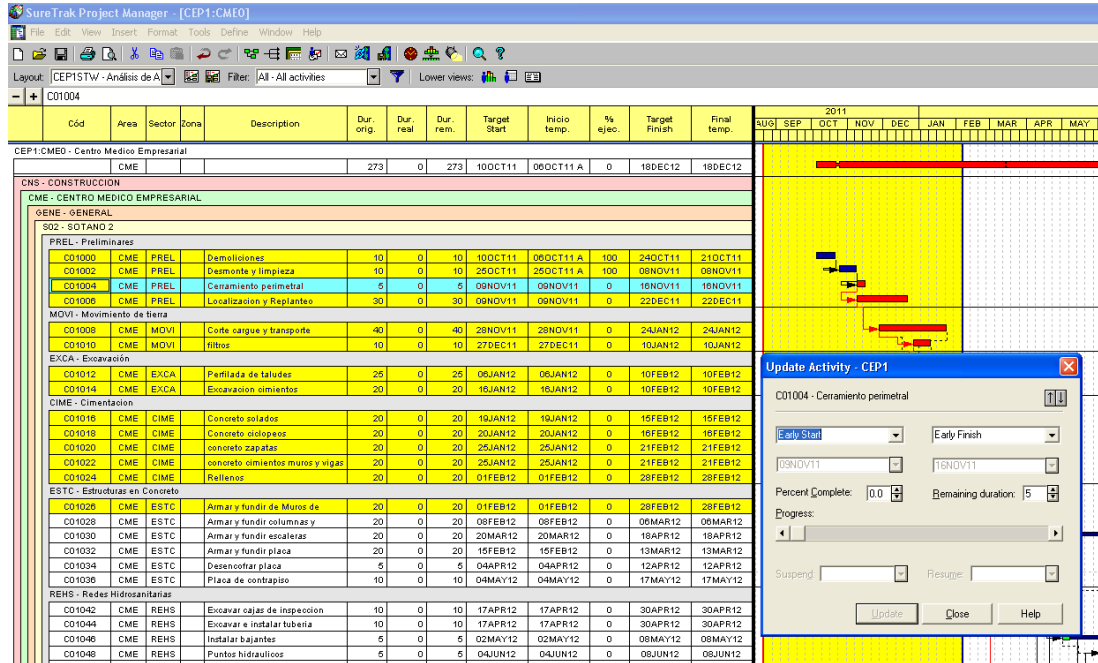 SureTrak Project Manager - [CEP1:CME0]
File Edit View Insert Format Tools Define Window Help
Layout: CEP1STW - Análisis de A Filter: All - All activities Lower views:
C01004
Cód Area Sector Zona Description Dur. orig. Dur. real Dur. rem. Target Start Inicio temp. % ejec. Target Finish Final temp.
2011
AUG SEP OCT NOV DEC JAN FEB MAR APR MAY
CEP1:CME0 - Centro Medico Empresarial
CME 273 0 273 10OCT11 06OCT11 A 0 18DEC12 18DEC12
CNS - CONSTRUCCION
CME - CENTRO MEDICO EMPRESARIAL
GENE - GENERAL
S02 - SOTANO 2
PREL - Preliminares
C01000 CME PREL Demoliciones 10 0 10 10OCT11 06OCT11 A 100 24OCT11 21OCT11
C01002 CME PREL Desmonte y limpieza 10 0 10 25OCT11 25OCT11 A 100 08NOV11 08NOV11
C01004 CME PREL Cerramiento perimetral 5 0 5 09NOV11 09NOV11 0 16NOV11 16NOV11
C01006 CME PREL Localizacion y Replanteo 30 0 30 09NOV11 09NOV11 0 22DEC11 22DEC11
MOVI - Movimiento de tierra
C01008 CME MOVI Corte cargue y transporte 40 0 40 28NOV11 28NOV11 0 24JAN12 24JAN12
C01010 CME MOVI filtros 10 0 10 27DEC11 27DEC11 0 10JAN12 10JAN12
EXCA - Excavación
C01012 CME EXCA Perfilada de taludes 25 0 25 06JAN12 06JAN12 0 10FEB12 10FEB12
C01014 CME EXCA Excavacion cimientos 20 0 20 16JAN12 16JAN12 0 10FEB12 10FEB12
CIME - Cimentacion
C01016 CME CIME Concreto solados 20 0 20 19JAN12 19JAN12 0 15FEB12 15FEB12
C01018 CME CIME Concreto ciclopeos 20 0 20 20JAN12 20JAN12 0 16FEB12 16FEB12
C01020 CME CIME concreto zapatas 20 0 20 25JAN12 25JAN12 0 21FEB12 21FEB12
C01022 CME CIME concreto cimientos muros y vigas 20 0 20 25JAN12 25JAN12 0 21FEB12 21FEB12
C01024 CME CIME Rellenos 20 0 20 01FEB12 01FEB12 0 28FEB12 28FEB12
ESTC - Estructuras en Concreto
C01026 CME ESTC Armar y fundir de Muros de 20 0 20 01FEB12 01FEB12 0 28FEB12 28FEB12
C01028 CME ESTC Armar y fundir columnas y 20 0 20 08FEB12 08FEB12 0 06MAR12 06MAR12
C01030 CME ESTC Armar y fundir escaleras 20 0 20 20MAR12 20MAR12 0 18APR12 18APR12
C01032 CME ESTC Armar y fundir placa 20 0 20 15FEB12 15FEB12 0 13MAR12 13MAR12
C01034 CME ESTC Desencofrar placa 5 0 5 04APR12 04APR12 0 12APR12 12APR12
C01036 CME ESTC Placa de contrapiso 10 0 10 04MAY12 04MAY12 0 17MAY12 17MAY12
REHS - Redes Hidrosanitarias
C01042 CME REHS Excavar cajas de inspeccion 10 0 10 17APR12 17APR12 0 30APR12 30APR12
C01044 CME REHS Excavar e instalar tuberia 10 0 10 17APR12 17APR12 0 30APR12 30APR12
C01046 CME REHS Instalar bajantes 5 0 5 02MAY12 02MAY12 0 08MAY12 08MAY12
C01048 CME REHS Puntos hidraulicos 5 0 5 04JUN12 04JUN12 0 08JUN12 08JUN12
Update Activity - CEP1
C01004 - Cerramiento perimetral
Early Start Early Finish
09NOV11 16NOV11
Percent Complete: 0.0 Remaining duration: 5
Progress:
Suspend: Resume:
Update Close Help